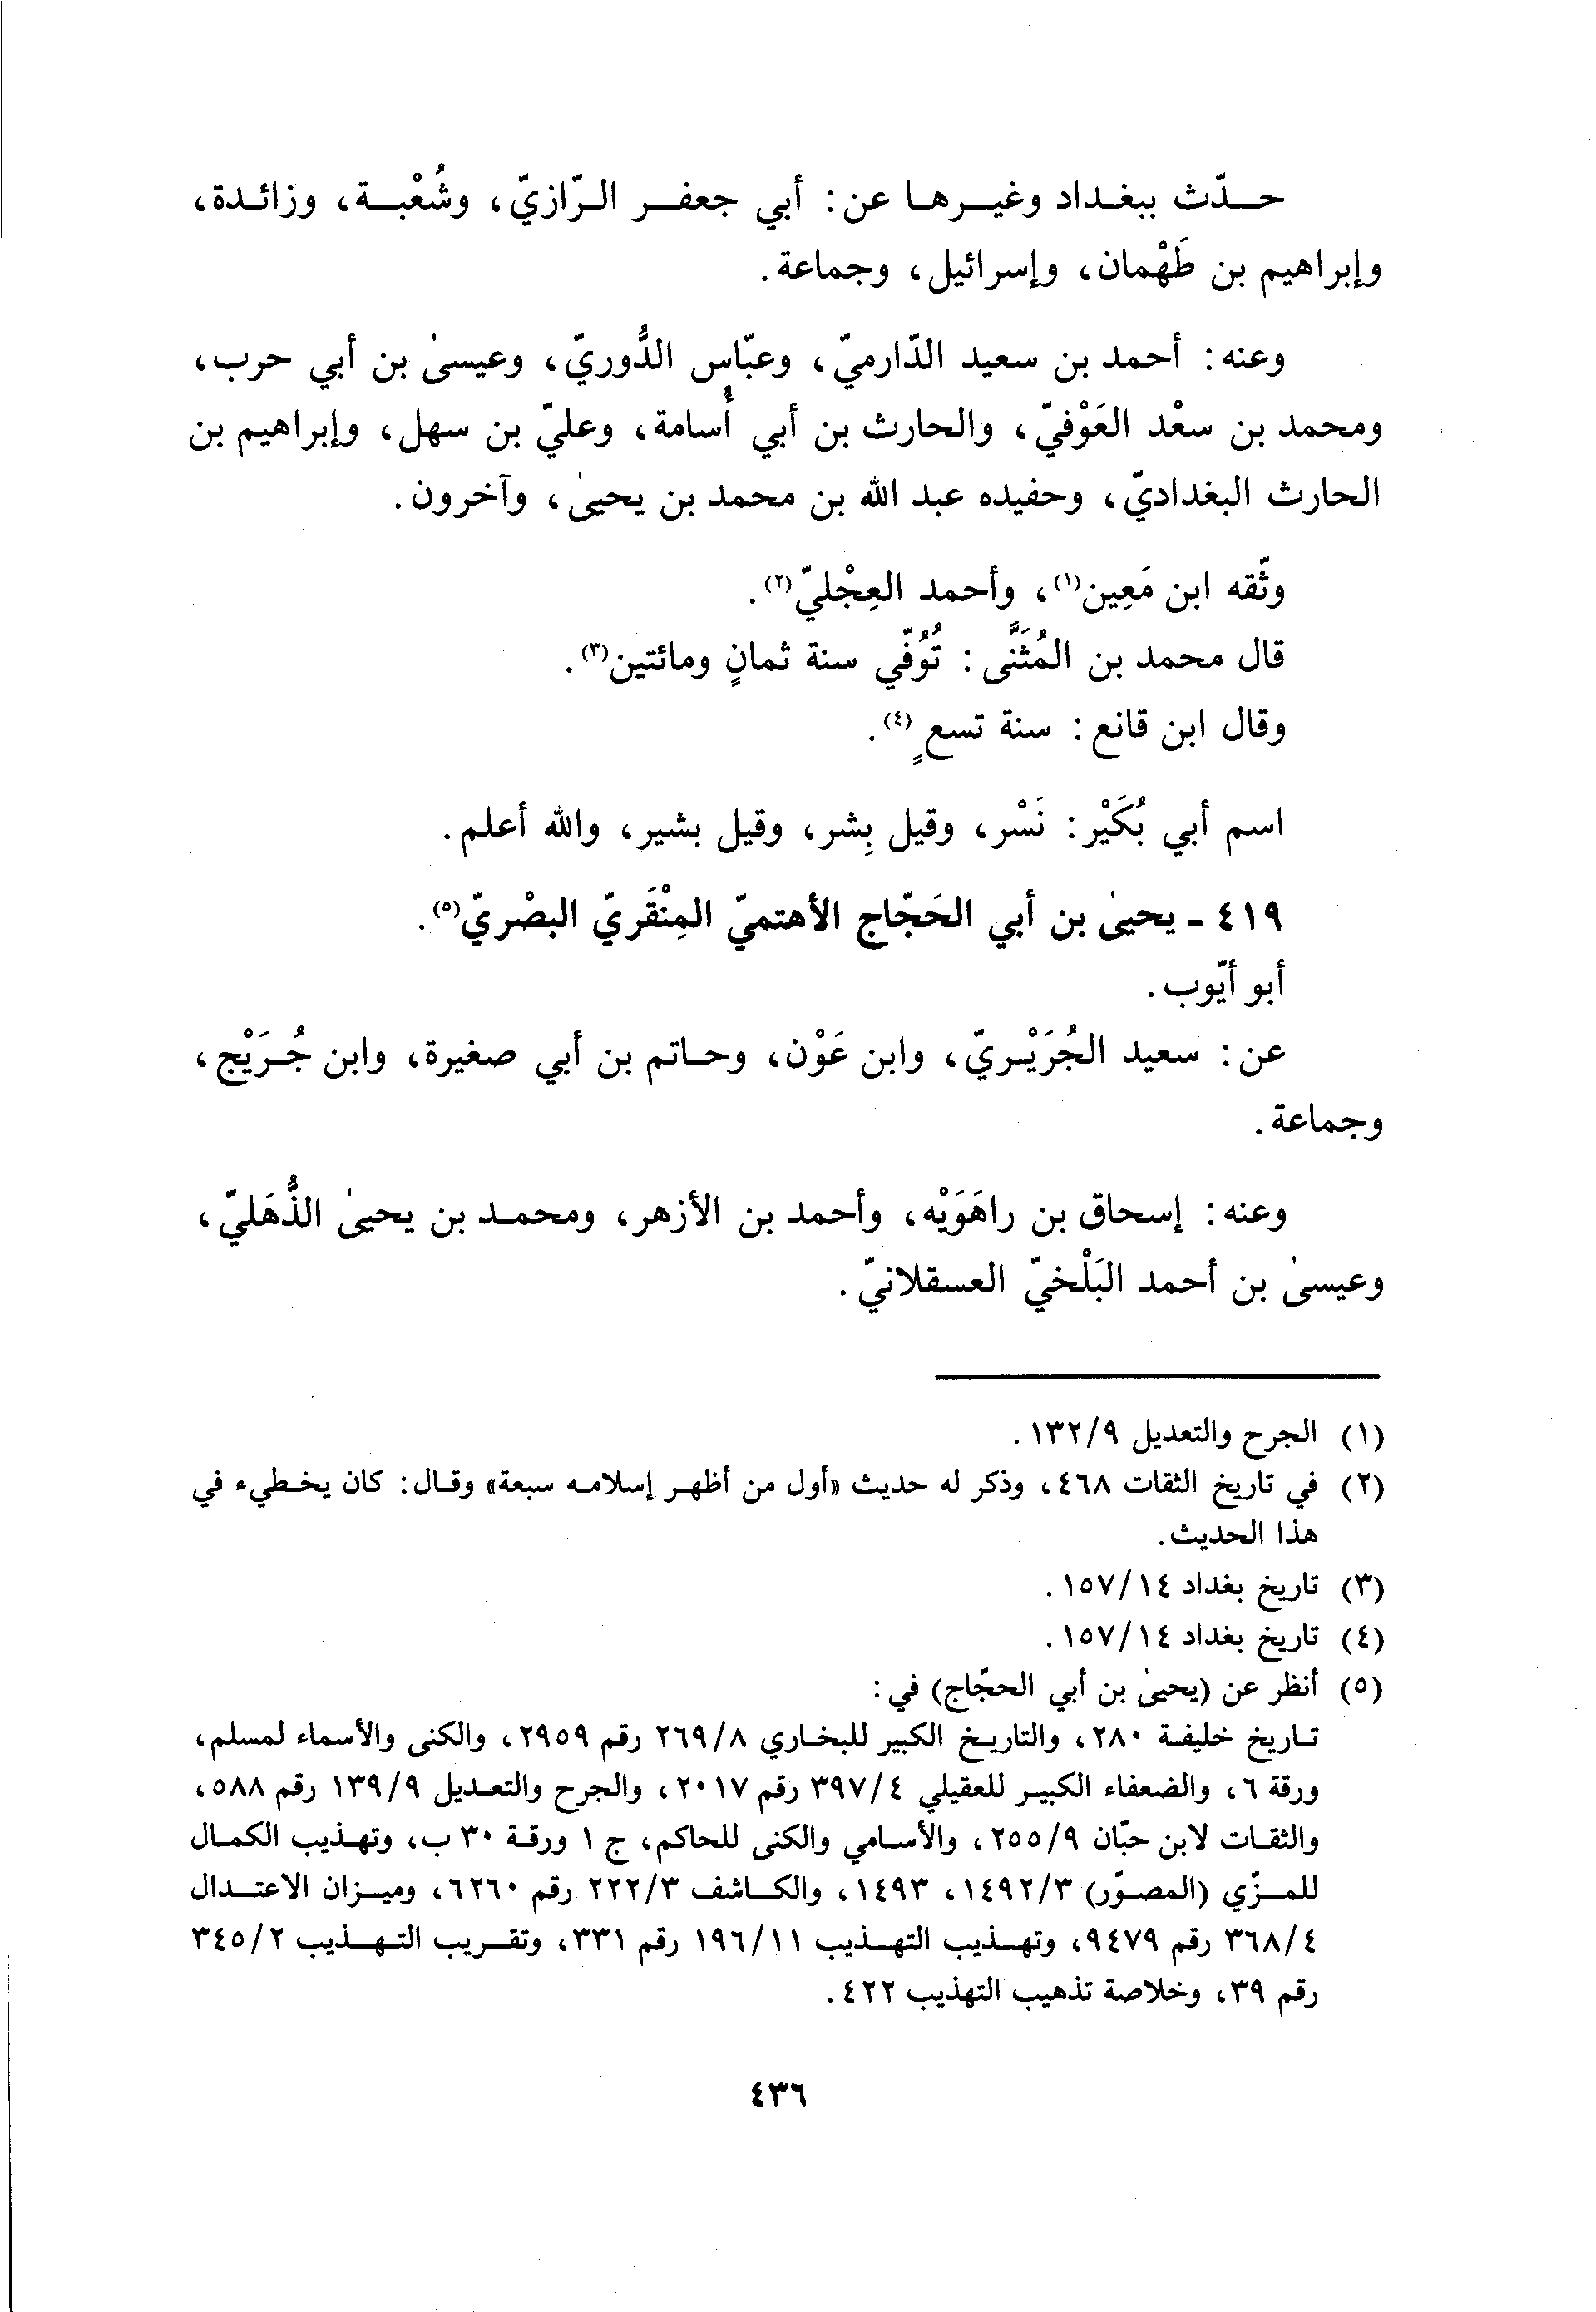 حدّث ببغداد وغيرها عن: أبي جعفر الرّازيّ، وشُعْبة، وزائدة،
وإبراهيم بن طَهْمان، وإسرائيل، وجماعة.
وعنه: أحمد بن سعيد الدّارميّ، وعبّاس الدُّوريّ، وعيسىٰ بن أبي حرب،
ومحمد بن سعْد العَوْفيّ، والحارث بن أبي أُسامة، وعليّ بن سهل، وإبراهيم بن
الحارث البغداديّ، وحفيده عبد الله بن محمد بن يحيىٰ، وآخرون.
وثّقه ابن مَعِين(١)، وأحمد العِجْليّ(٢).
قال محمد بن المُثَنَّى: تُوُفّي سنة ثمانٍ ومائتين(٣).
وقال ابن قانع: سنة تسعٍ(٤).
اسم أبي بُكَيْر: نَسْر، وقيل بِشر، وقيل بشير، والله أعلم.
٤١٩ - يحيىٰ بن أبي الحَجّاج الأهتميّ المِنْقَريّ البصْريّ(٥).
أبو أيّوب.
عن: سعيد الجُرَيْريّ، وابن عَوْن، وحاتم بن أبي صغيرة، وابن جُرَيْج،
وجماعة.
وعنه: إسحاق بن راهَوَيْه، وأحمد بن الأزهر، ومحمد بن يحيىٰ الذُّهَليّ،
وعيسىٰ بن أحمد البَلْخيّ العسقلانيّ.
(١) الجرح والتعديل ١٣٢/٩.
(٢) في تاريخ الثقات ٤٦٨، وذكر له حديث «أول من أظهر إسلامه سبعة» وقال: كان يخطيء في
هذا الحديث.
(٣) تاريخ بغداد ١٥٧/١٤.
(٤) تاريخ بغداد ١٥٧/١٤.
(٥) أنظر عن (يحيىٰ بن أبي الحجّاج) في:
تاريخ خليفة ٢٨٠، والتاريخ الكبير للبخاري ٢٦٩/٨ رقم ٢٩٥٩، والكنى والأسماء لمسلم،
ورقة ٦، والضعفاء الكبير للعقيلي ٣٩٧/٤ رقم ٢٠١٧، والجرح والتعديل ١٣٩/٩ رقم ٥٨٨،
والثقات لابن حبّان ٢٥٥/٩، والأسامي والكنى للحاكم، ج ١ ورقة ٣٠ ب، وتهذيب الكمال
للمزّي (المصوّر) ١٤٩٢/٣، ١٤٩٣، والكاشف ٢٢٢/٣ رقم ٦٢٦٠، وميزان الاعتدال
٣٦٨/٤ رقم ٩٤٧٩، وتهذيب التهذيب ١٩٦/١١ رقم ٣٣١، وتقريب التهذيب ٣٤٥/٢
رقم ٣٩، وخلاصة تذهيب التهذيب ٤٢٢.
٤٣٦